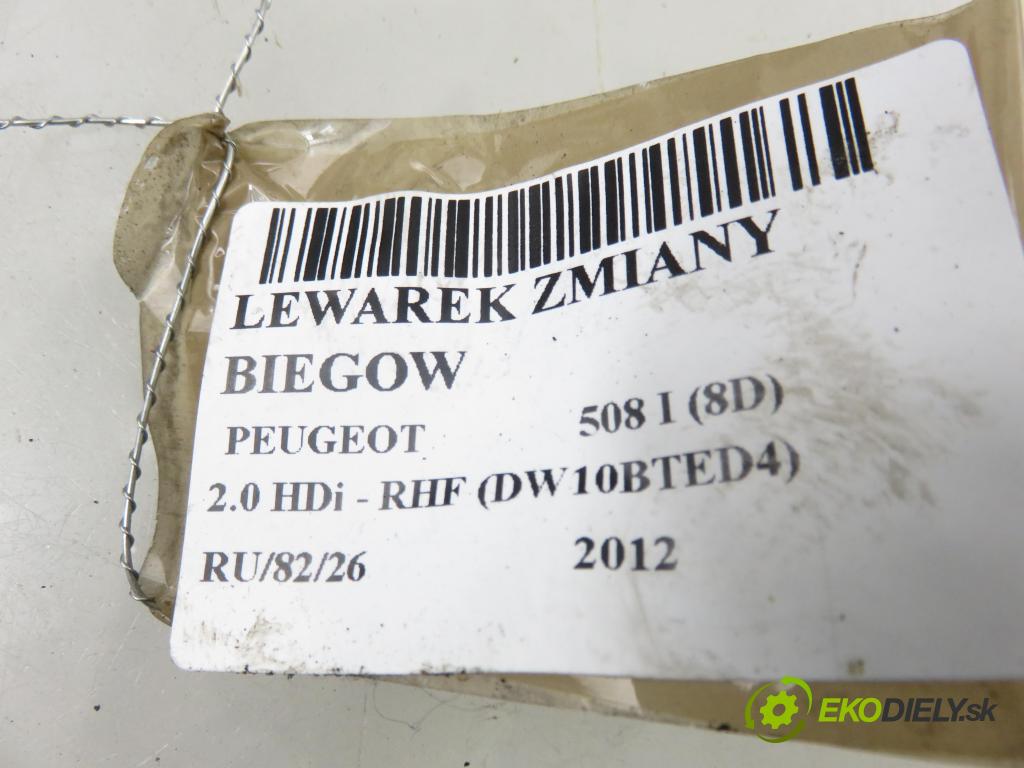 LEWAREK ZMIANY
BIEGOW
PEUGEOT 508 I (8D)
2.0 HDi - RHF (DW10BTED4)
RU/82/26 2012
EKODIELY.sk